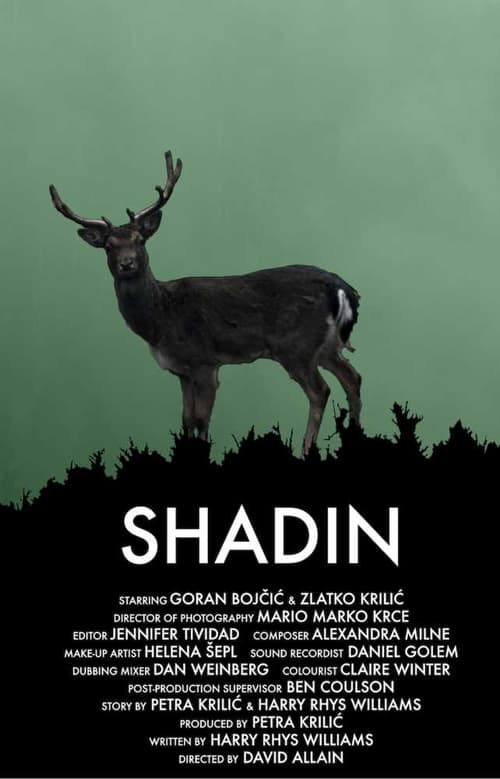 SHADIN
STARRING GORAN BOJČIĆ & ZLATKO KRILIĆ
DIRECTOR OF PHOTOGRAPHY MARIO MARKO KRCE
EDITOR JENNIFER TIVIDAD COMPOSER ALEXANDRA MILNE
MAKE-UP ARTIST HELENA ŠEPL SOUND RECORDIST DANIEL GOLEM
DUBBING MIXER DAN WEINBERG COLOURIST CLAIRE WINTER
POST-PRODUCTION SUPERVISOR BEN COULSON
STORY BY PETRA KRILIĆ & HARRY RHYS WILLIAMS
PRODUCED BY PETRA KRILIĆ
WRITTEN BY HARRY RHYS WILLIAMS
DIRECTED BY DAVID ALLAIN